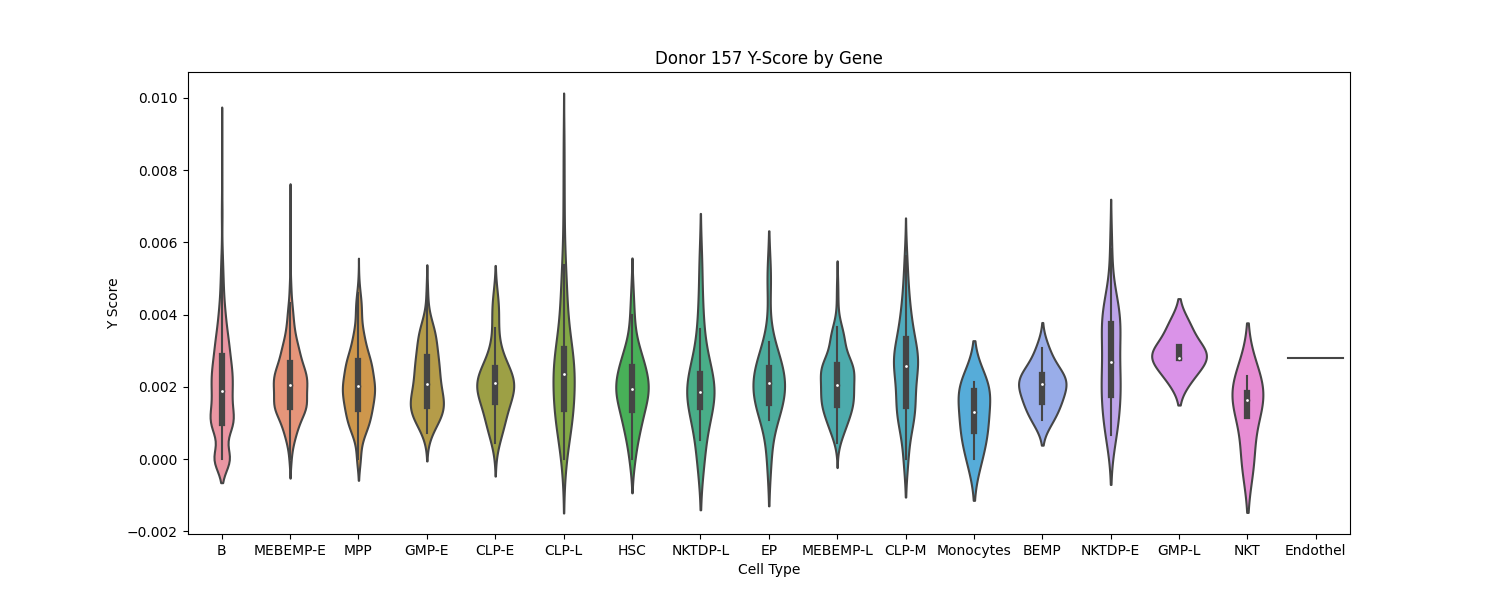 Donor 157 Y-Score by Gene
Y Score
0.010
0.008
0.006
0.004
0.002
0.000
−0.002
B MEBEMP-E MPP GMP-E CLP-E CLP-L HSC NKTDP-L EP MEBEMP-L CLP-M Monocytes BEMP NKTDP-E GMP-L NKT Endothel
Cell Type